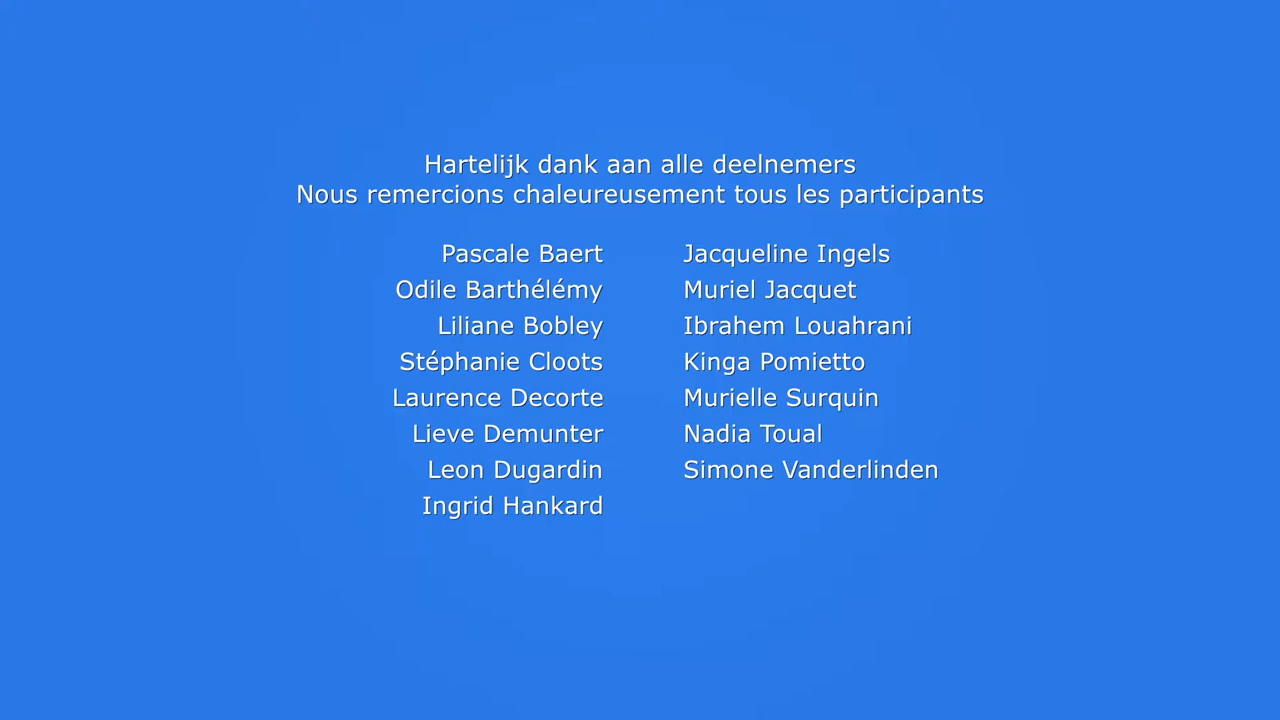 Hartelijk dank aan alle deelnemers
Nous remercions chaleureusement tous les participants
Pascale Baert
Odile Barthélémy
Liliane Bobley
Stéphanie Cloots
Laurence Decorte
Lieve Demunter
Leon Dugardin
Ingrid Hankard
Jacqueline Ingels
Muriel Jacquet
Ibrahem Louahrani
Kinga Pomietto
Murielle Surquin
Nadia Toual
Simone Vanderlinden